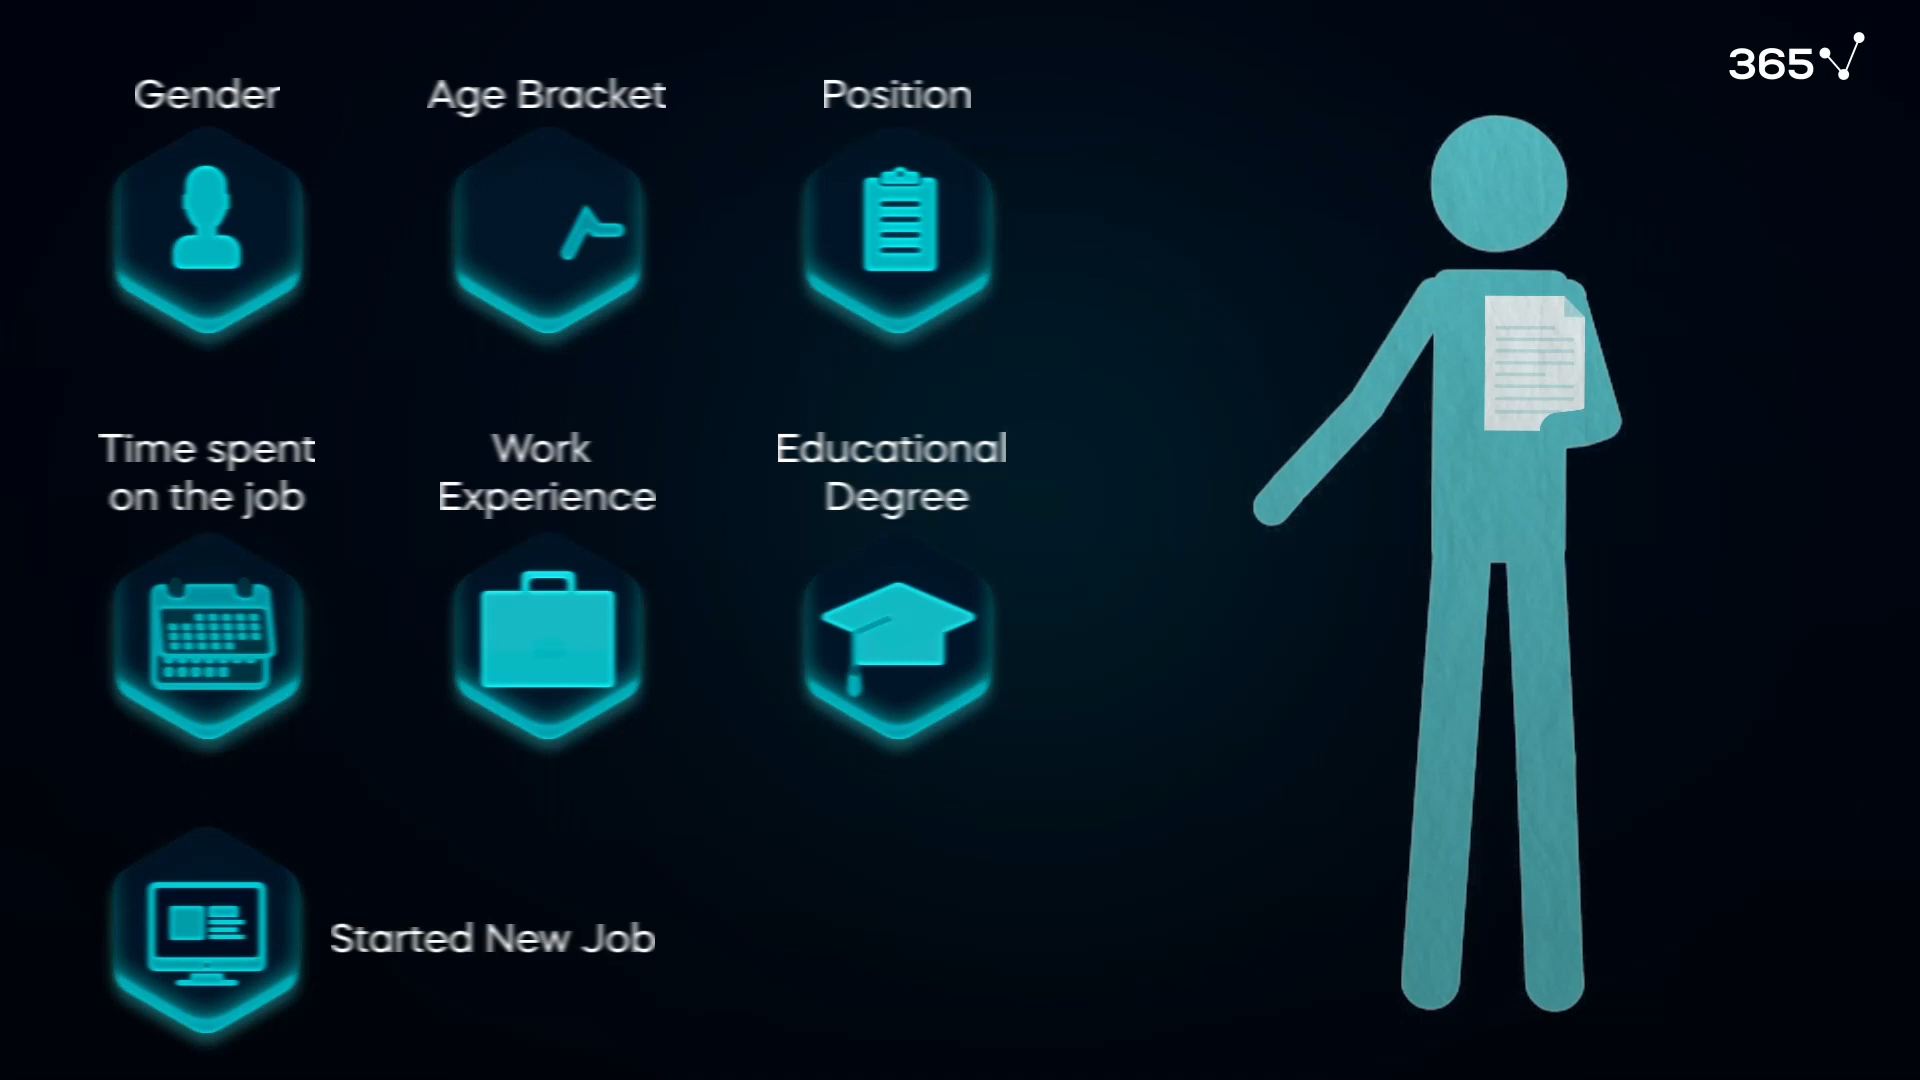 365
Gender
Age Bracket
Position
Time spent
on the job
Work
Experience
Educational
Degree
Started New Job